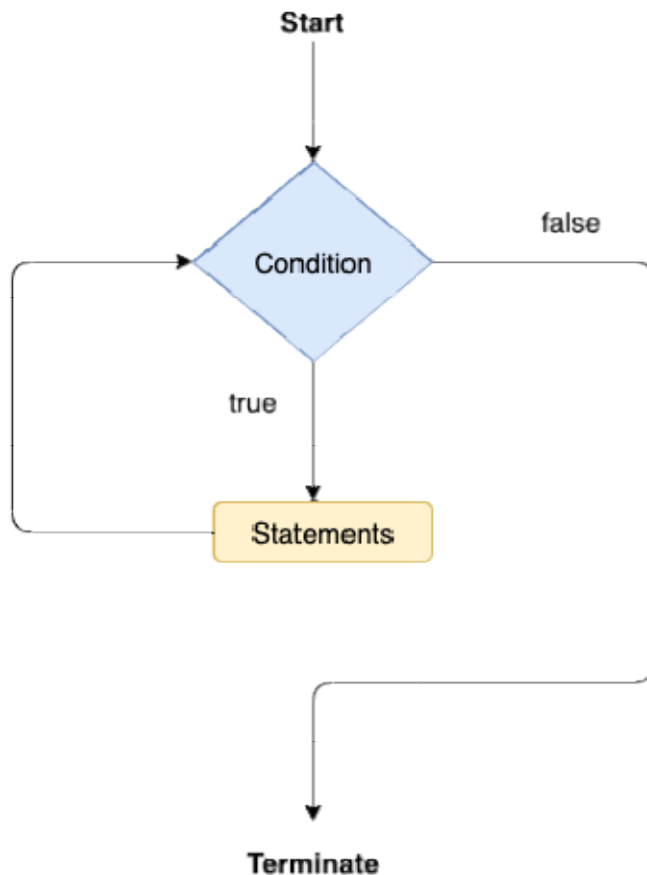 Start
false
Condition
true
Statements
Terminate